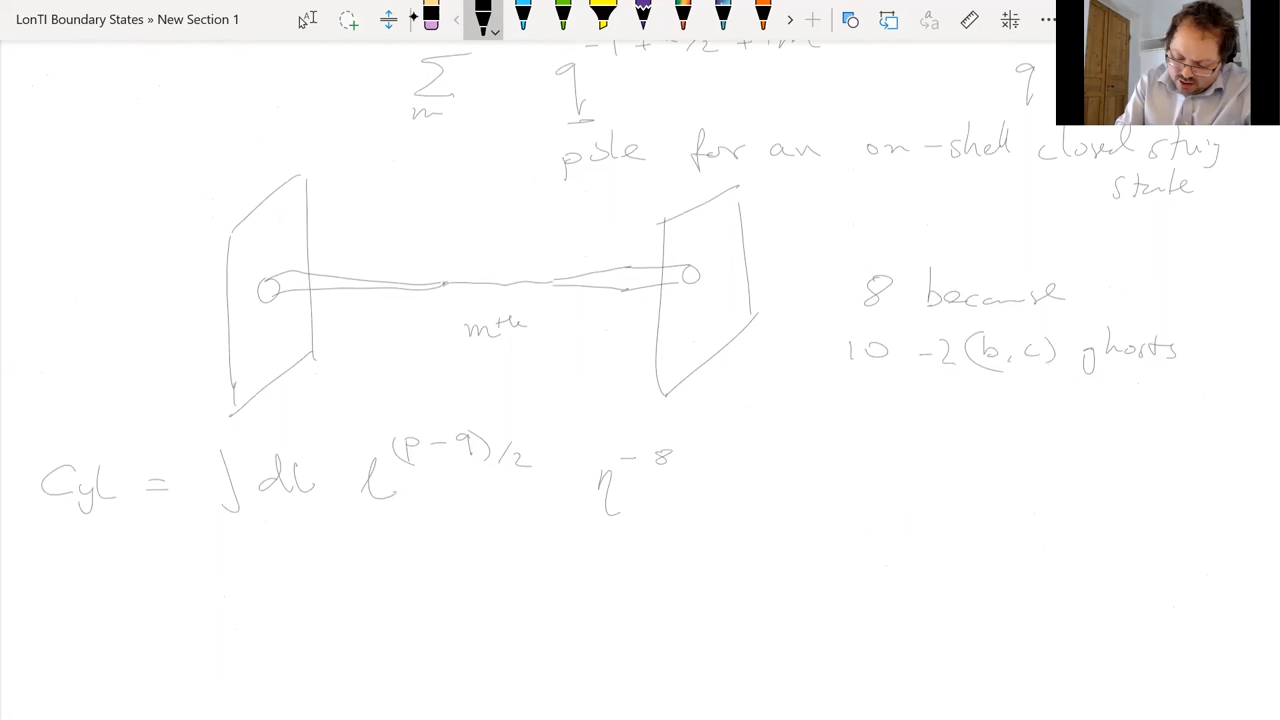 LonTI Boundary States » New Section 1
Σ q q
m
pole for an on-shell closed string
state
mth
8 because
10 -2(b,c) ghosts
Cyl = ∫ dl l^{(p-9)/2} η^{-8}